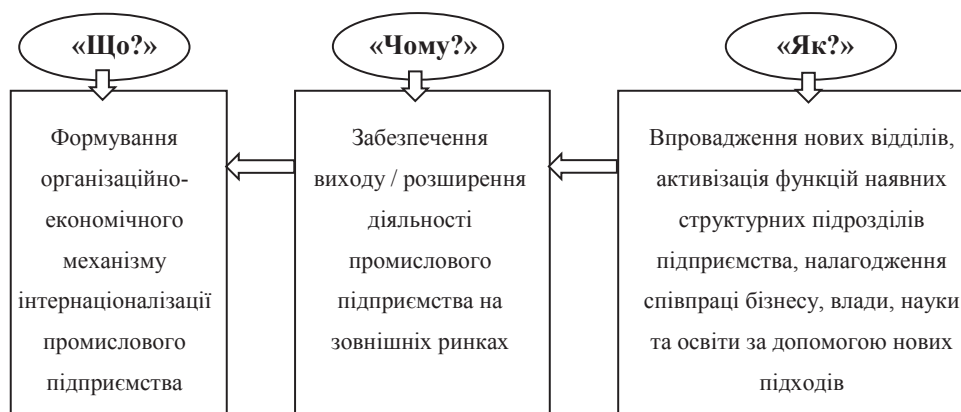 «Що?»
Формування
організаційно-
економічного
механізму
інтернаціоналізації
промислового
підприємства
«Чому?»
Забезпечення
виходу / розширення
діяльності
промислового
підприємства на
зовнішніх ринках
«Як?»
Впровадження нових відділів,
активізація функцій наявних
структурних підрозділів
підприємства, налагодження
співпраці бізнесу, влади, науки
та освіти за допомогою нових
підходів